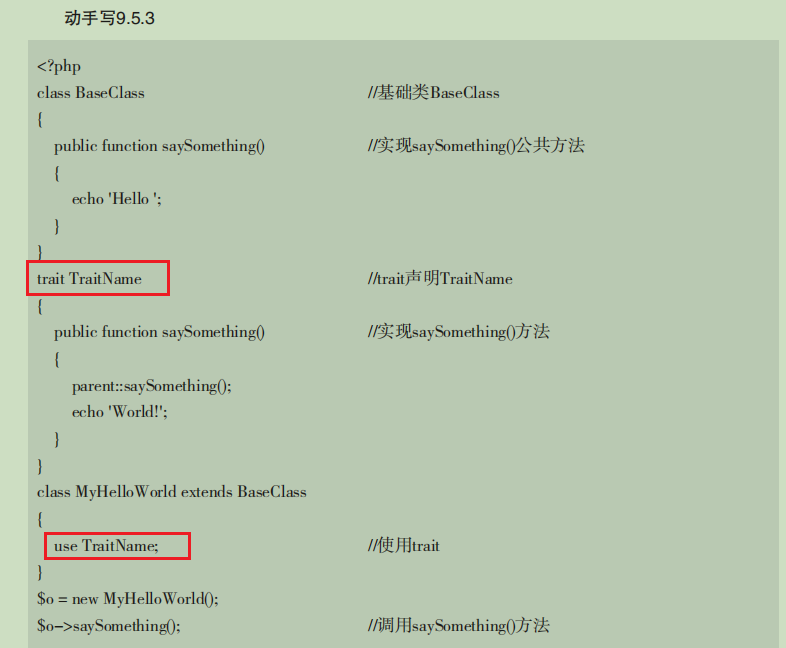 动手写9.5.3
<?php
class BaseClass //基础类BaseClass
{
public function saySomething() //实现saySomething()公共方法
{
echo 'Hello ';
}
}
trait TraitName //trait声明TraitName
{
public function saySomething() //实现saySomething()方法
{
parent::saySomething();
echo 'World!';
}
}
class MyHelloWorld extends BaseClass
{
use TraitName; //使用trait
}
$o = new MyHelloWorld();
$o->saySomething(); //调用saySomething()方法